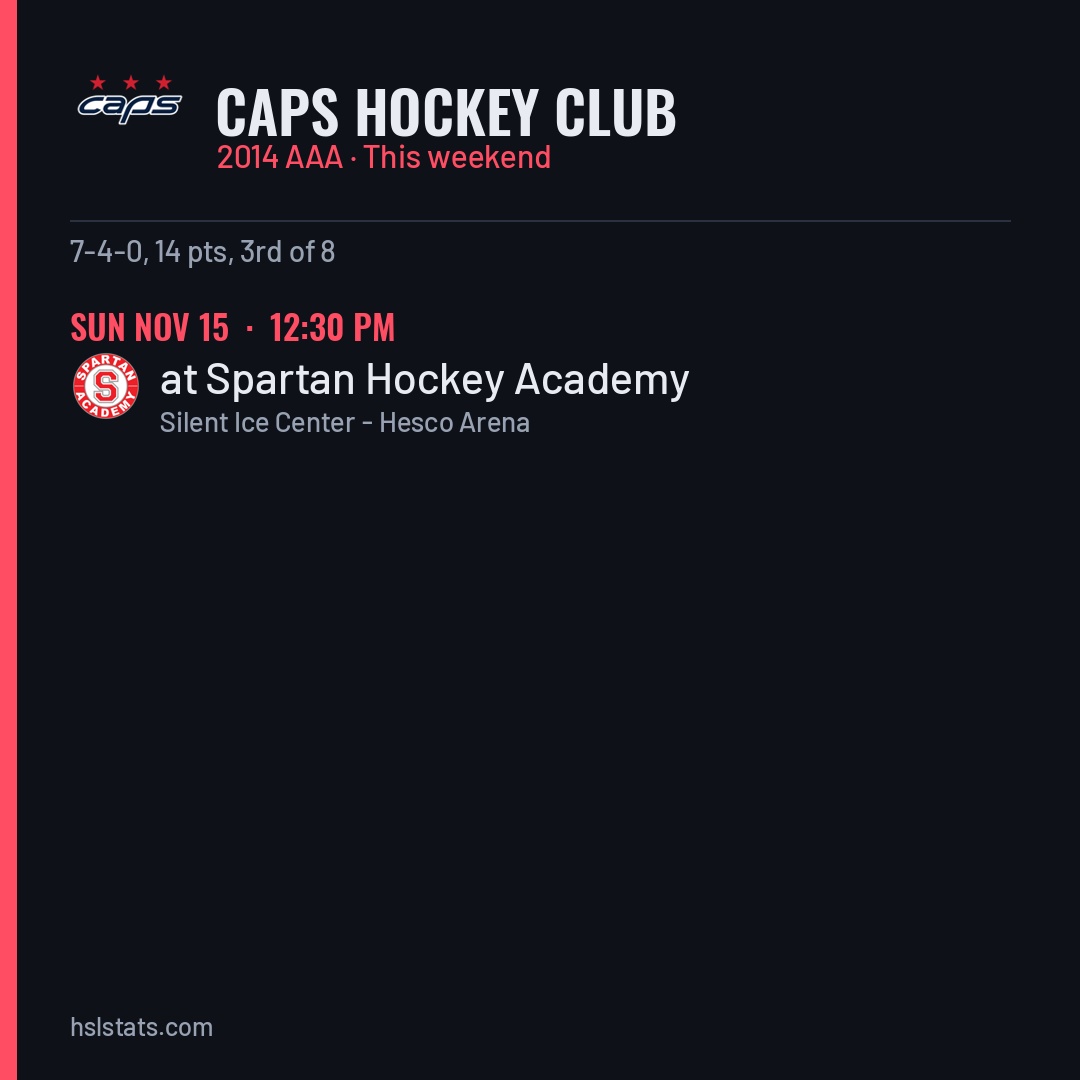 caps
CAPS HOCKEY CLUB
2014 AAA · This weekend
7-4-0, 14 pts, 3rd of 8
SUN NOV 15 · 12:30 PM
SPARTAN
S
ACADEMY
at Spartan Hockey Academy
Silent Ice Center - Hesco Arena
hslstats.com